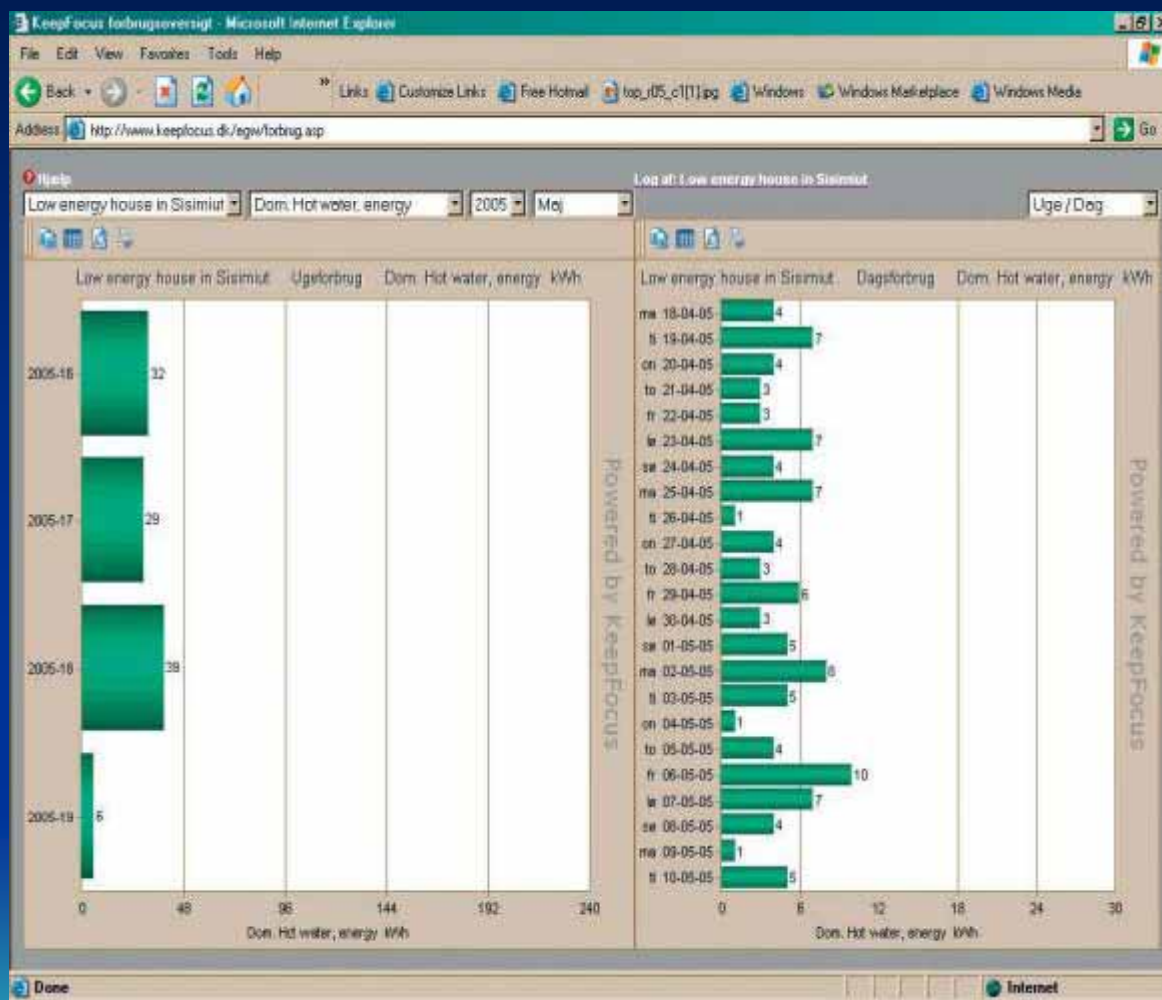 KeepFocus forbrugsoversigt - Microsoft Internet Explorer
File Edit View Favorites Tools Help
Back » Links Customize Links Free Hotmail top_r05_c1[1].jpg Windows Windows Marketplace Windows Media
Address http://www.keepfocus.dk/egw/forbrug.asp Go
Hjælp
Low energy house in Sisimiut Dom. Hot water, energy 2005 Maj
Low energy house in Sisimiut Ugeforbrug Dom. Hot water, energy kWh
2005-16 32
2005-17 29
2005-18 39
2005-19 6
0 48 96 144 192 240
Dom. Hot water, energy kWh
Powered by KeepFocus
Log af: Low energy house in Sisimiut
Uge / Dag
Low energy house in Sisimiut Dagsforbrug Dom. Hot water, energy kWh
ma 18-04-05 4
ti 19-04-05 7
on 20-04-05 4
to 21-04-05 3
fr 22-04-05 3
lø 23-04-05 7
sø 24-04-05 4
ma 25-04-05 7
ti 26-04-05 1
on 27-04-05 4
to 28-04-05 3
fr 29-04-05 6
lø 30-04-05 3
sø 01-05-05 5
ma 02-05-05 8
ti 03-05-05 5
on 04-05-05 1
to 05-05-05 4
fr 06-05-05 10
lø 07-05-05 7
sø 08-05-05 4
ma 09-05-05 1
ti 10-05-05 5
0 6 12 18 24 30
Dom. Hot water, energy kWh
Powered by KeepFocus
Done Internet